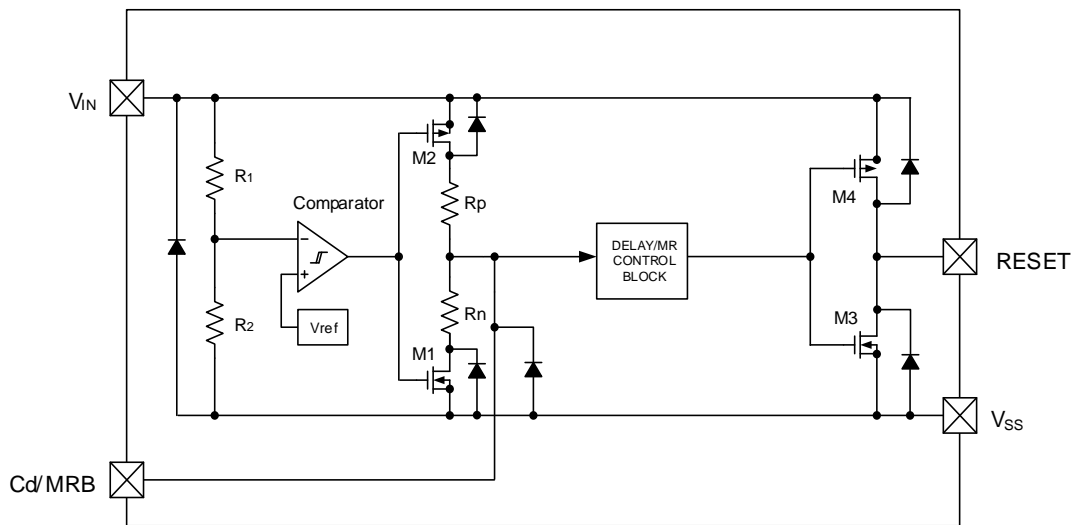 VIN
M2
R1
M4
Comparator
Rp
−
DELAY/MR
CONTROL
BLOCK
RESET
+
Rn
M3
R2
Vref
M1
VSS
Cd/MRB